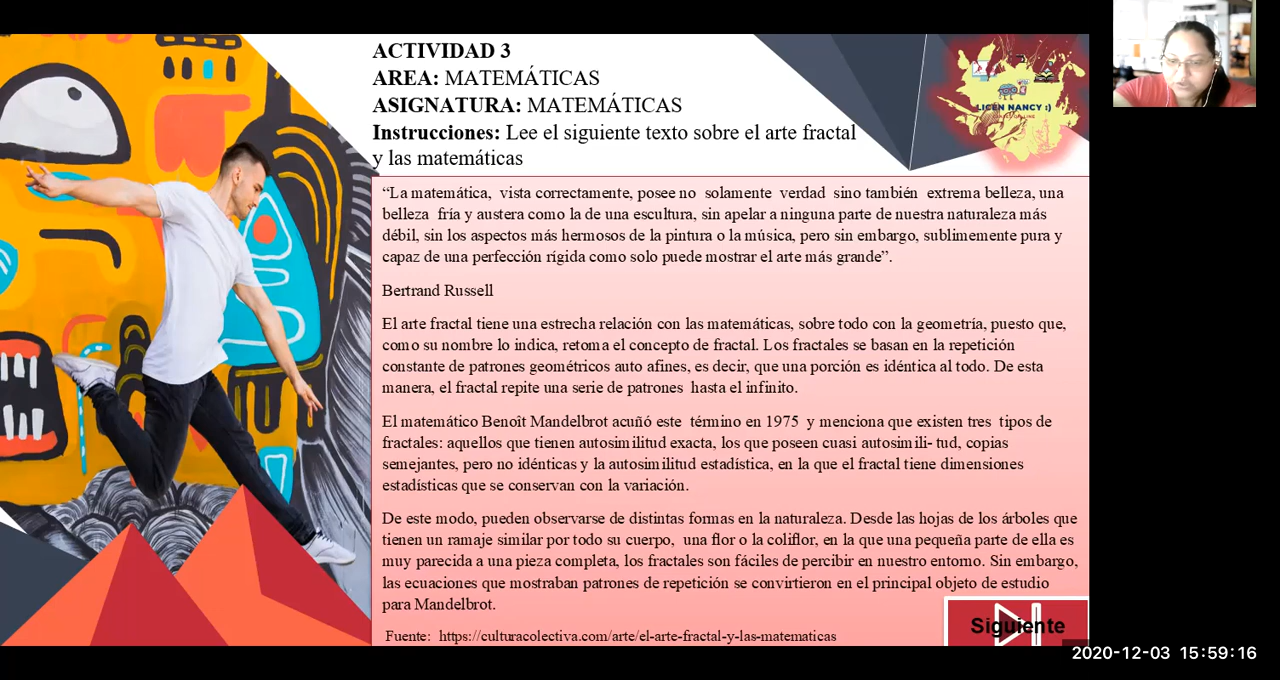 ACTIVIDAD 3
AREA: MATEMÁTICAS
ASIGNATURA: MATEMÁTICAS
Instrucciones: Lee el siguiente texto sobre el arte fractal
y las matemáticas
LICEN NANCY :)
“La matemática, vista correctamente, posee no solamente verdad sino también extrema belleza, una
belleza fría y austera como la de una escultura, sin apelar a ninguna parte de nuestra naturaleza más
débil, sin los aspectos más hermosos de la pintura o la música, pero sin embargo, sublimemente pura y
capaz de una perfección rígida como solo puede mostrar el arte más grande”.
Bertrand Russell
El arte fractal tiene una estrecha relación con las matemáticas, sobre todo con la geometría, puesto que,
como su nombre lo indica, retoma el concepto de fractal. Los fractales se basan en la repetición
constante de patrones geométricos auto afines, es decir, que una porción es idéntica al todo. De esta
manera, el fractal repite una serie de patrones hasta el infinito.
El matemático Benoît Mandelbrot acuñó este término en 1975 y menciona que existen tres tipos de
fractales: aquellos que tienen autosimilitud exacta, los que poseen cuasi autosimili- tud, copias
semejantes, pero no idénticas y la autosimilitud estadística, en la que el fractal tiene dimensiones
estadísticas que se conservan con la variación.
De este modo, pueden observarse de distintas formas en la naturaleza. Desde las hojas de los árboles que
tienen un ramaje similar por todo su cuerpo, una flor o la coliflor, en la que una pequeña parte de ella es
muy parecida a una pieza completa, los fractales son fáciles de percibir en nuestro entorno. Sin embargo,
las ecuaciones que mostraban patrones de repetición se convirtieron en el principal objeto de estudio
para Mandelbrot.
Fuente: https://culturacolectiva.com/arte/el-arte-fractal-y-las-matematicas
Siguiente
2020-12-03 15:59:16